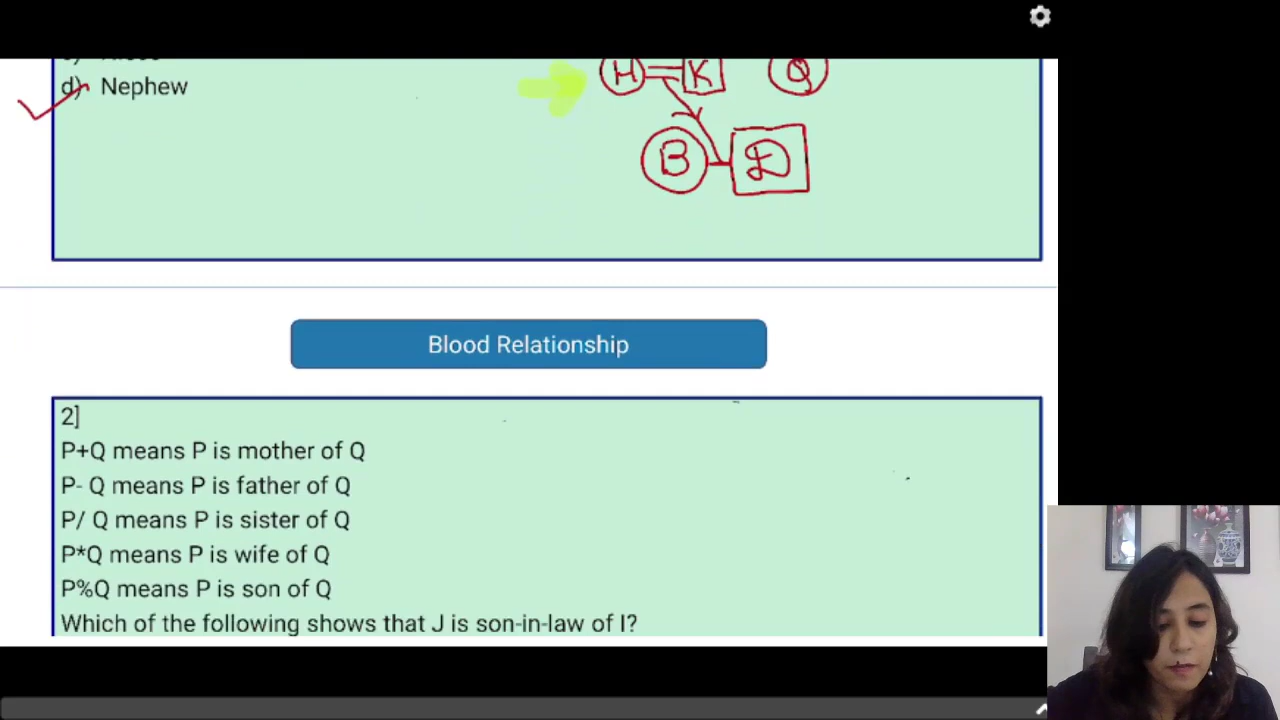 d) Nephew
H K Q
B D
Blood Relationship
2]
P+Q means P is mother of Q
P- Q means P is father of Q
P/ Q means P is sister of Q
P*Q means P is wife of Q
P%Q means P is son of Q
Which of the following shows that J is son-in-law of I?